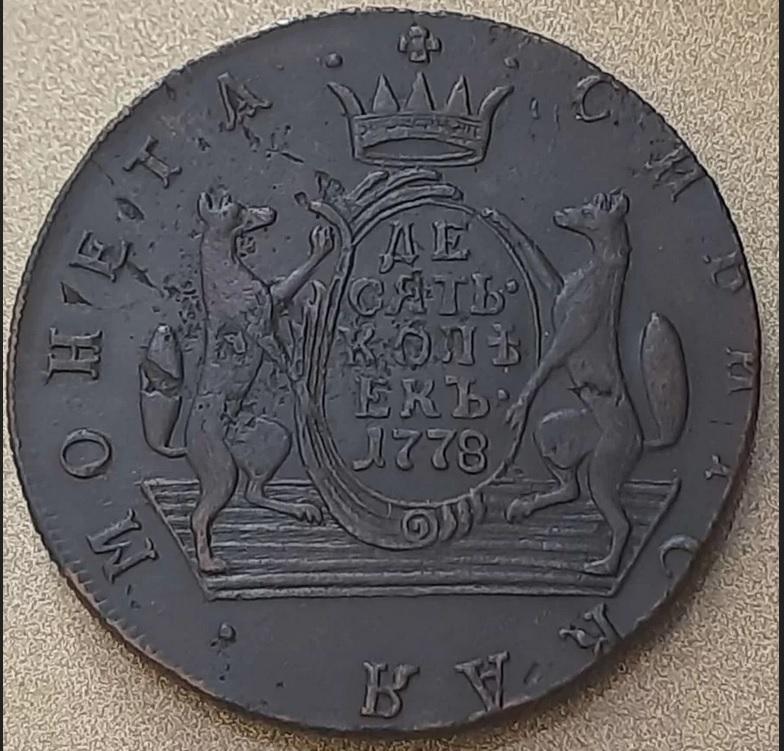 СИБИРСКАЯ
МОНЕТА
ДЕ
СЯТЬ·
КОПѢ
ЕКЪ·
1778